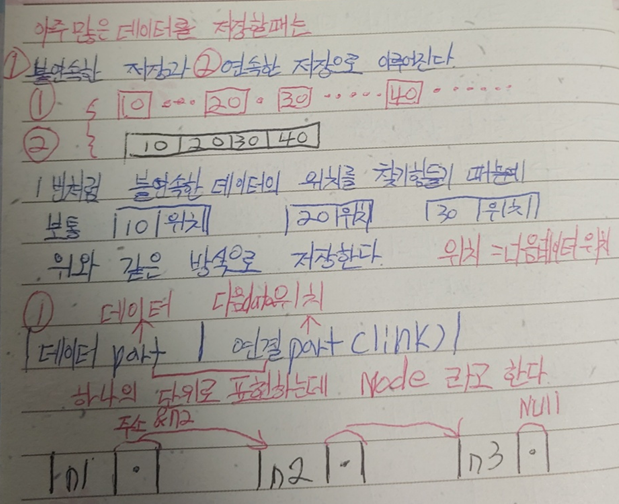 아주 많은 데이터를 저장할때는
① 불연속한 저장과 ② 연속한 저장으로 이루어진다
① 10 ---- 20 · 30 ······ 40 ·······
② 10 | 20 | 30 | 40
1번처럼 불연속한 데이터의 위치를 찾기힘들기 때문에
보통 |10|위치| |20|위치| |30|위치|
위와 같은 방식으로 저장한다. 위치=다음데이터위치
① 데이터 다음data위치
|데이터 part | 연결part(link)|
하나의 단위로 표현하는데 Node 라고 한다
주소 &n2 Null
n1 · n2 · n3 ·